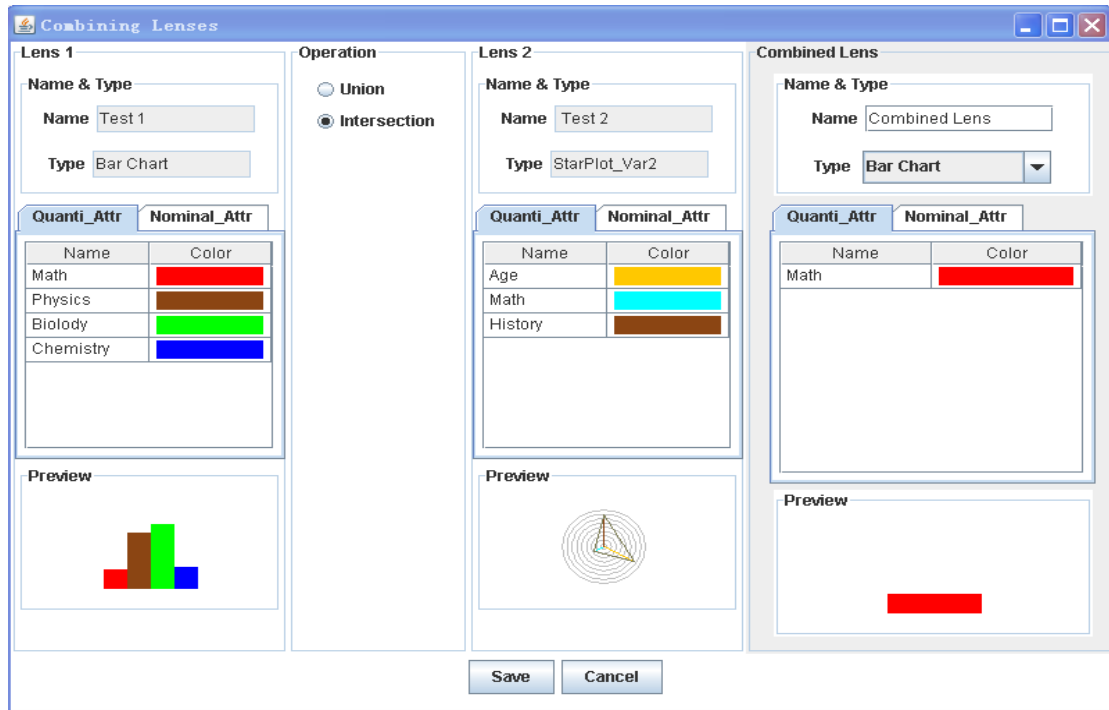 Combining Lenses
Lens 1
Name & Type
Name Test 1
Type Bar Chart
Quanti_Attr Nominal_Attr
Name Color
Math
Physics
Biolody
Chemistry
Preview
Operation
Union
Intersection
Lens 2
Name & Type
Name Test 2
Type StarPlot_Var2
Quanti_Attr Nominal_Attr
Name Color
Age
Math
History
Preview
Combined Lens
Name & Type
Name Combined Lens
Type Bar Chart
Quanti_Attr Nominal_Attr
Name Color
Math
Preview
Save Cancel